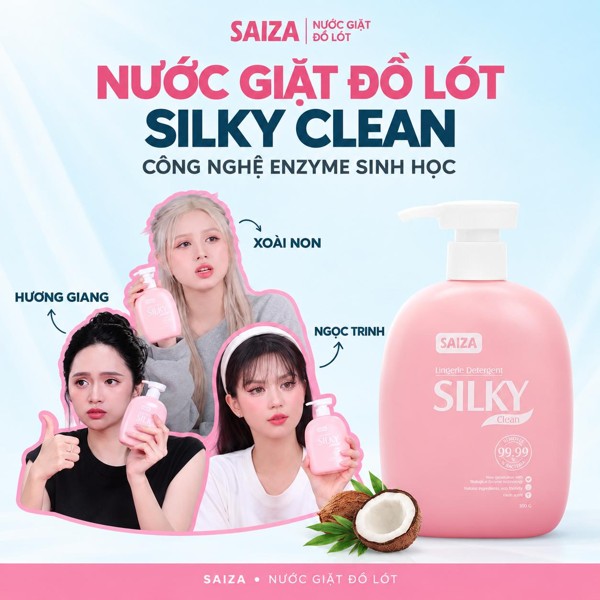 SAIZA
NƯỚC GIẶT
ĐỒ LÓT
NƯỚC GIẶT ĐỒ LÓT
SILKY CLEAN
CÔNG NGHỆ ENZYME SINH HỌC
XOÀI NON
HƯƠNG GIANG
NGỌC TRINH
SAIZA
Lingerie Detergent
SILKY
Clean
99.99
SAIZA • NƯỚC GIẶT ĐỒ LÓT